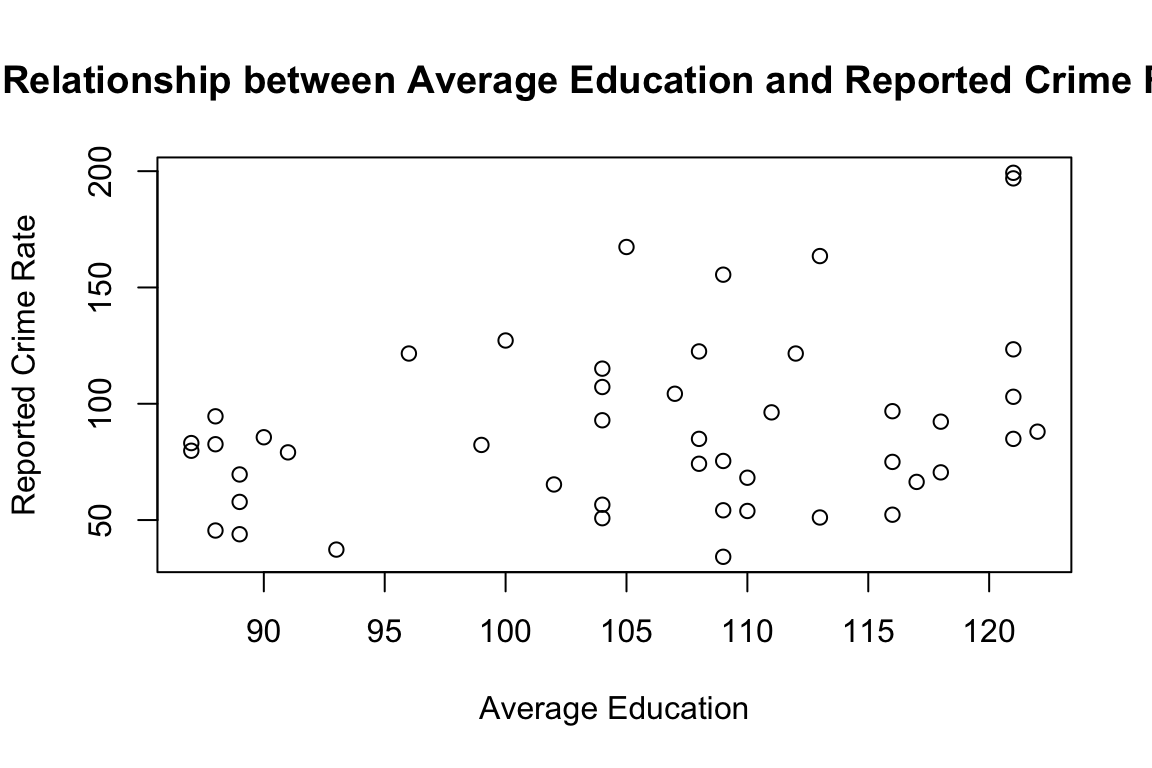 Relationship between Average Education and Reported Crime
200
150
100
50
Reported Crime Rate
90 95 100 105 110 115 120
Average Education